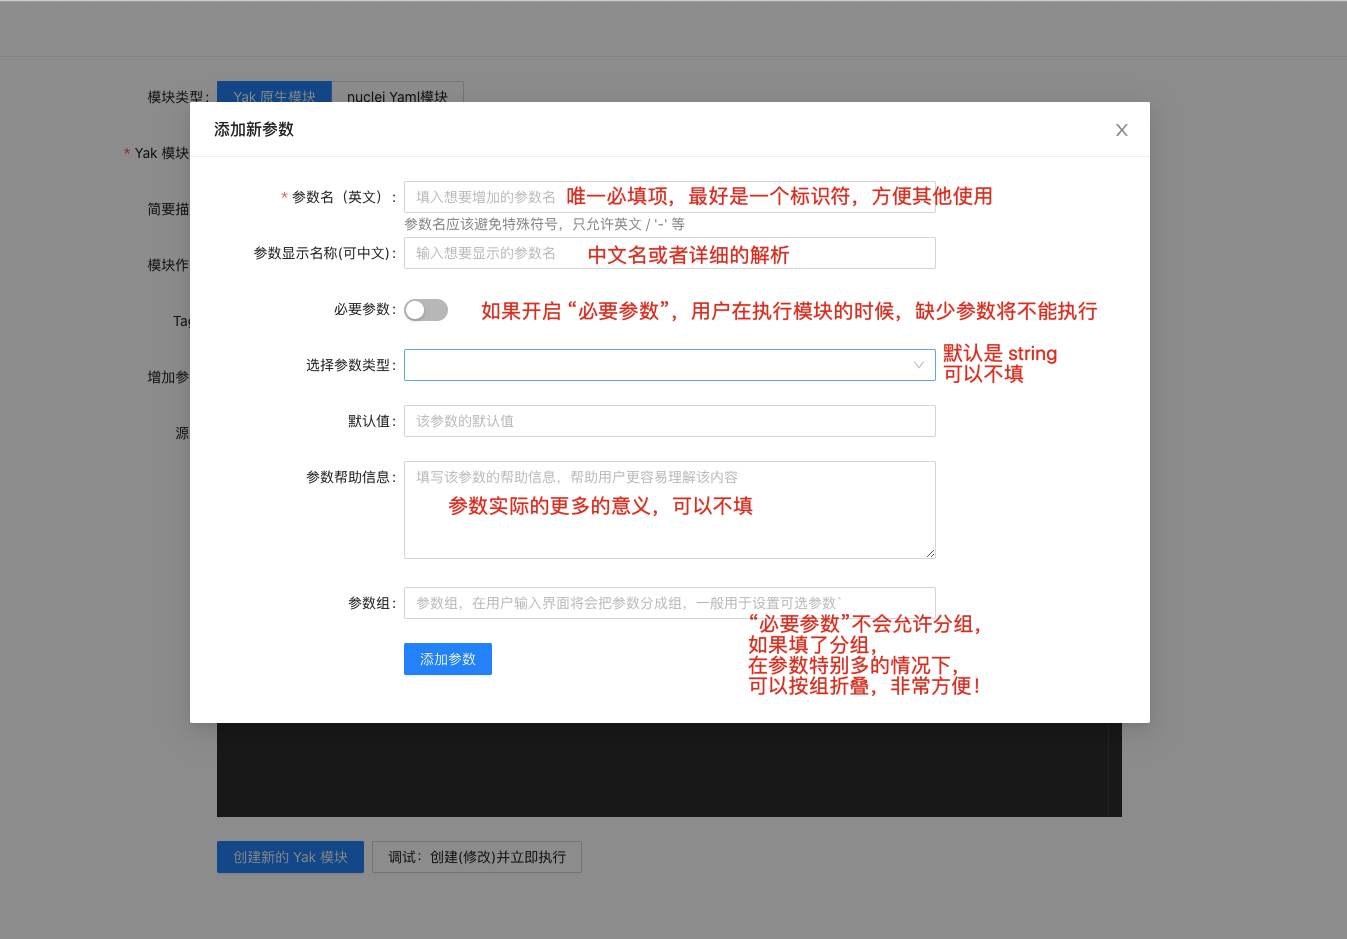 模块类型：
Yak 原生模块
nuclei Yaml模块
添加新参数
* Yak 模块
* 参数名（英文）：
填入想要增加的参数名
唯一必填项，最好是一个标识符，方便其他使用
简要描
参数名应该避免特殊符号，只允许英文 / '-' 等
参数显示名称(可中文)：
输入想要显示的参数名
中文名或者详细的解析
模块作
必要参数：
如果开启 “必要参数”，用户在执行模块的时候，缺少参数将不能执行
Tag
选择参数类型：
默认是 string
可以不填
增加参
默认值：
该参数的默认值
源
参数帮助信息：
填写该参数的帮助信息，帮助用户更容易理解该内容
参数实际的更多的意义，可以不填
参数组：
参数组，在用户输入界面将会把参数分成组，一般用于设置可选参数`
“必要参数”不会允许分组，
如果填了分组，
在参数特别多的情况下，
可以按组折叠，非常方便！
添加参数
创建新的 Yak 模块
调试：创建(修改)并立即执行